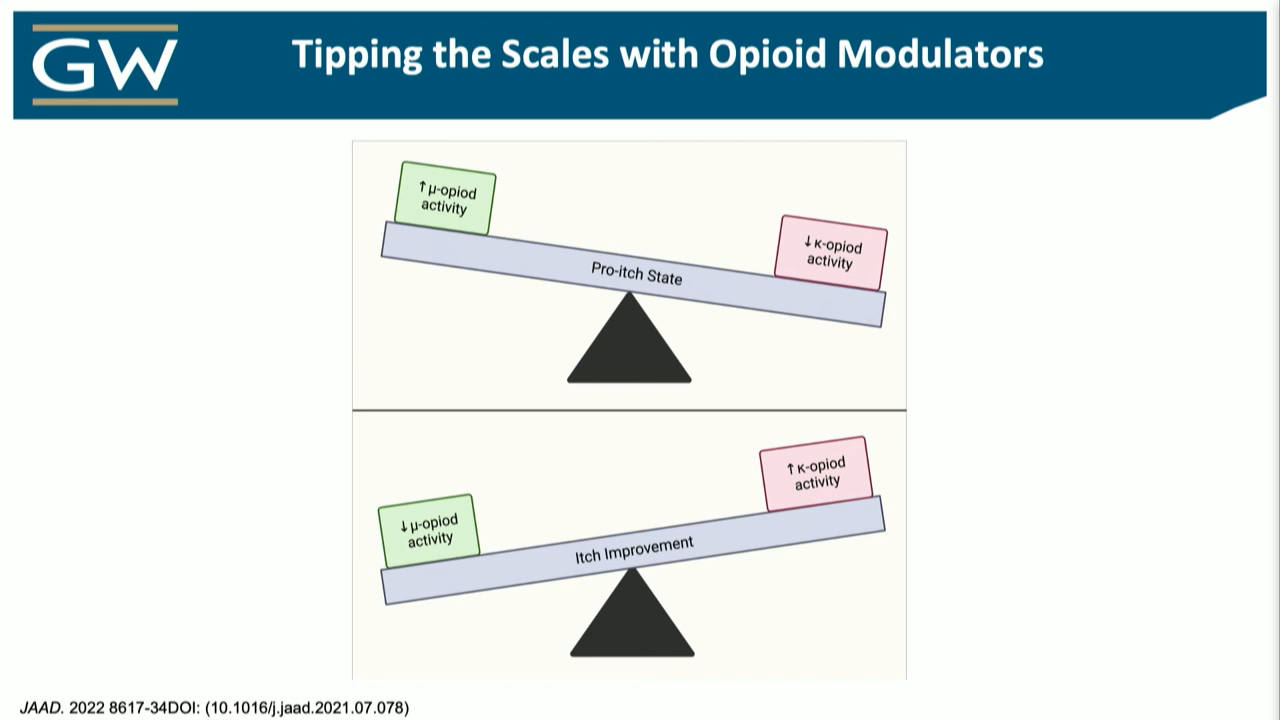 GW
Tipping the Scales with Opioid Modulators
↑μ-opiod
activity
↓κ-opiod
activity
Pro-itch State
↑κ-opiod
activity
↓μ-opiod
activity
Itch Improvement
JAAD. 2022 8617-34DOI: (10.1016/j.jaad.2021.07.078)